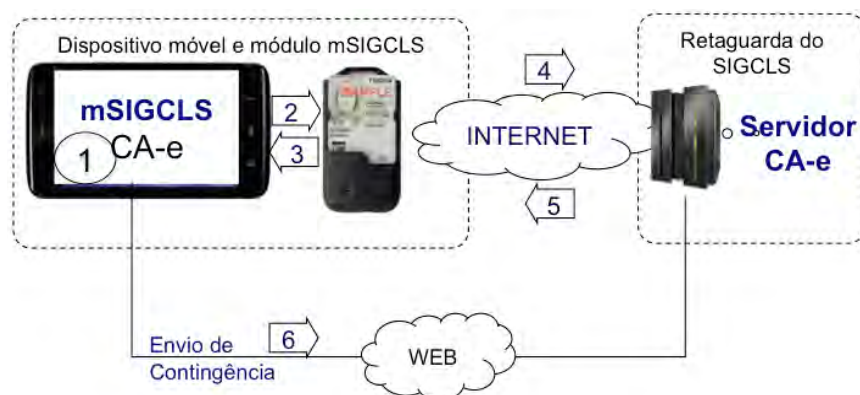 Dispositivo móvel e módulo mSIGCLS
Retaguarda do
SIGCLS
mSIGCLS
1
CA-e
2
3
4
INTERNET
5
Servidor
CA-e
Envio de
Contingência
6
WEB